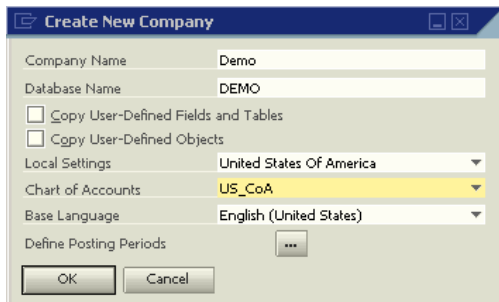 Create New Company
Company Name Demo
Database Name DEMO
Copy User-Defined Fields and Tables
Copy User-Defined Objects
Local Settings United States Of America
Chart of Accounts US_CoA
Base Language English (United States)
Define Posting Periods ...
OK Cancel